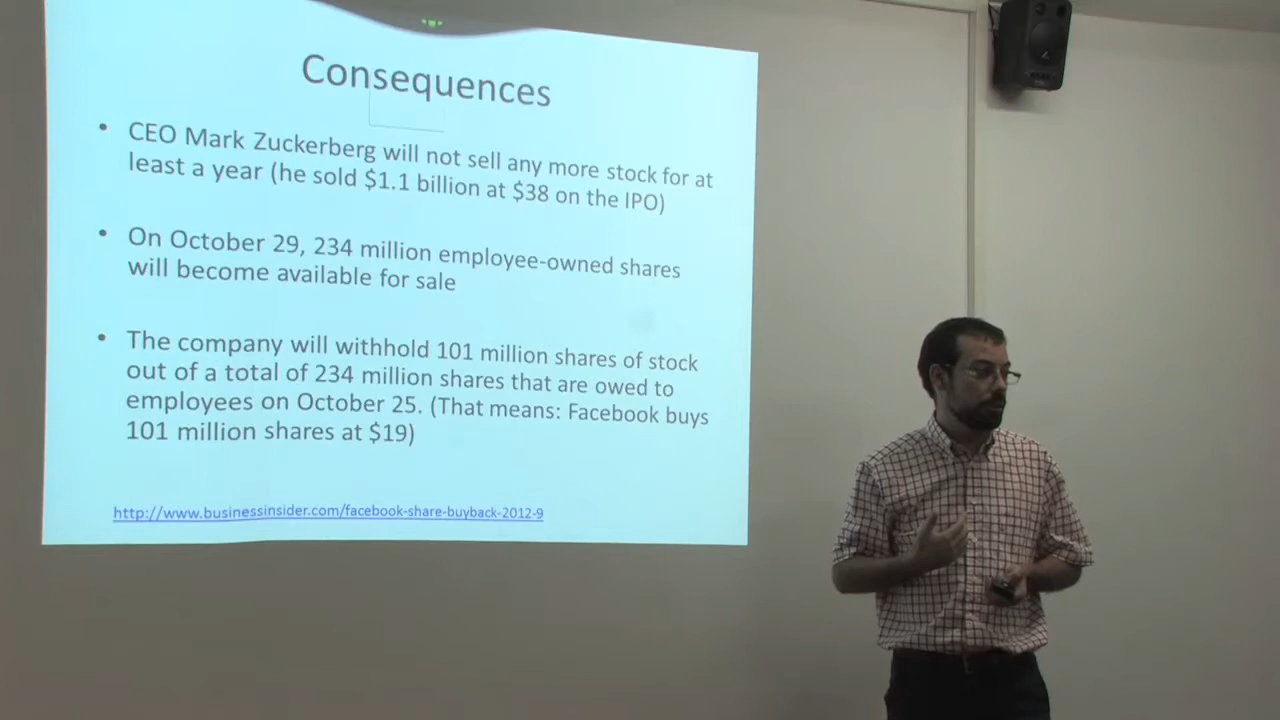 Consequences
• CEO Mark Zuckerberg will not sell any more stock for at
least a year (he sold $1.1 billion at $38 on the IPO)
• On October 29, 234 million employee-owned shares
will become available for sale
• The company will withhold 101 million shares of stock
out of a total of 234 million shares that are owed to
employees on October 25. (That means: Facebook buys
101 million shares at $19)
http://www.businessinsider.com/facebook-share-buyback-2012-9